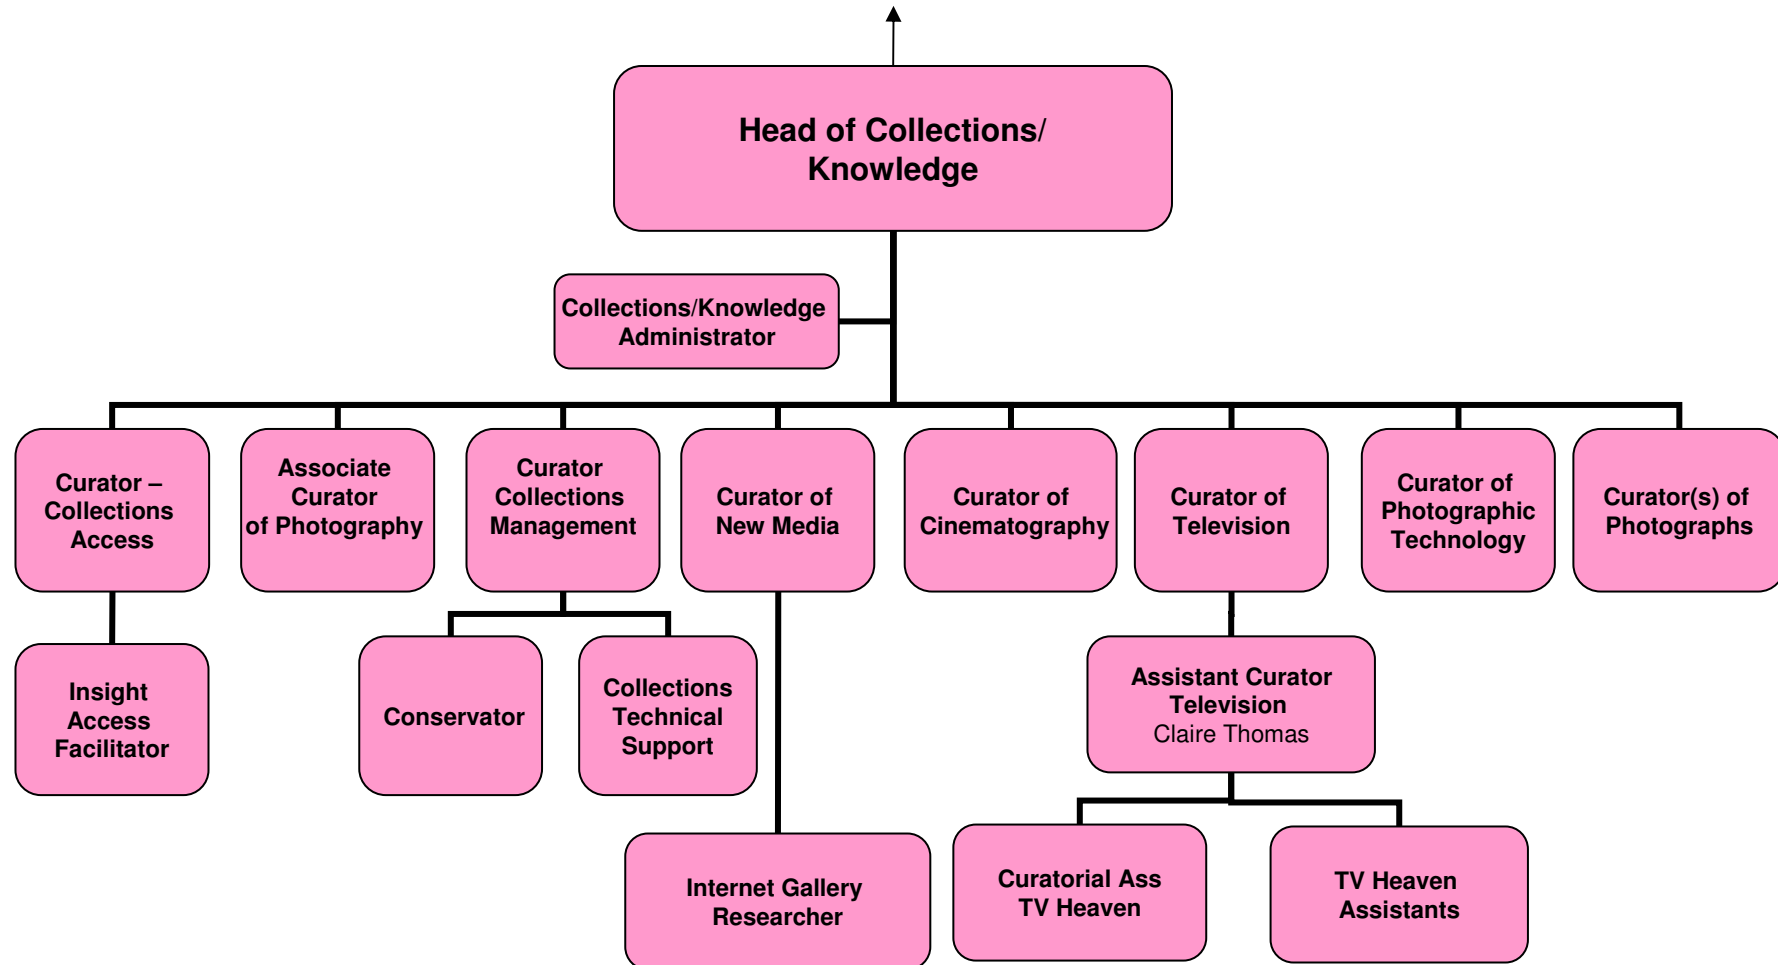 Head of Collections/
Knowledge
Collections/Knowledge
Administrator
Curator –
Collections
Access
Associate
Curator
of Photography
Curator
Collections
Management
Curator of
New Media
Curator of
Cinematography
Curator of
Television
Curator of
Photographic
Technology
Curator(s) of
Photographs
Insight
Access
Facilitator
Conservator
Collections
Technical
Support
Assistant Curator
Television
Claire Thomas
Internet Gallery
Researcher
Curatorial Ass
TV Heaven
TV Heaven
Assistants